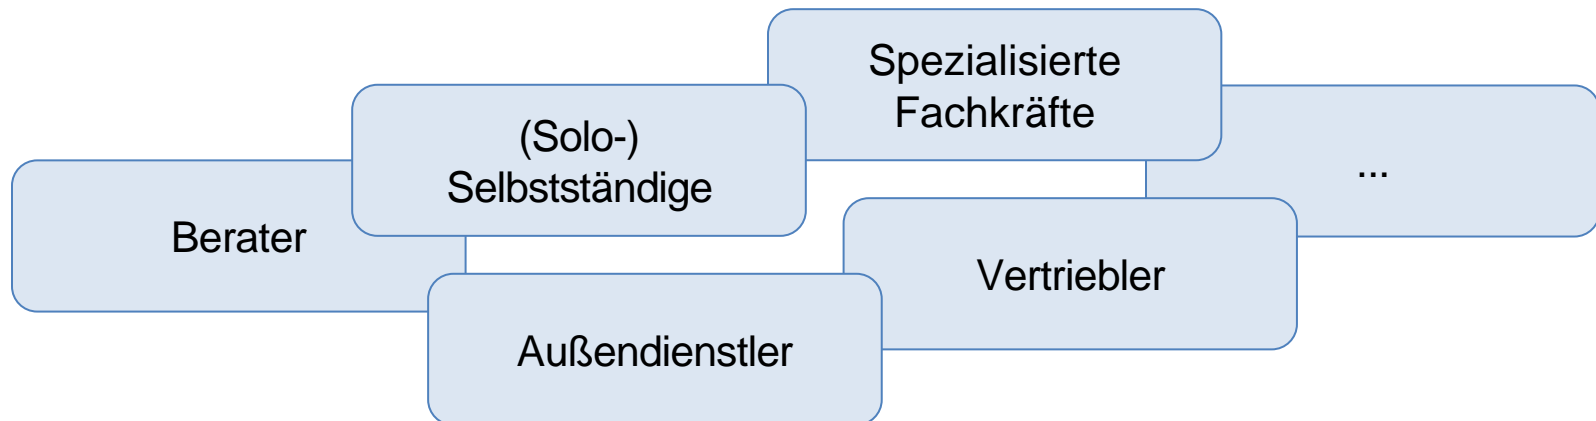 Spezialisierte
Fachkräfte
(Solo-)
Selbstständige
...
Berater
Vertriebler
Außendienstler